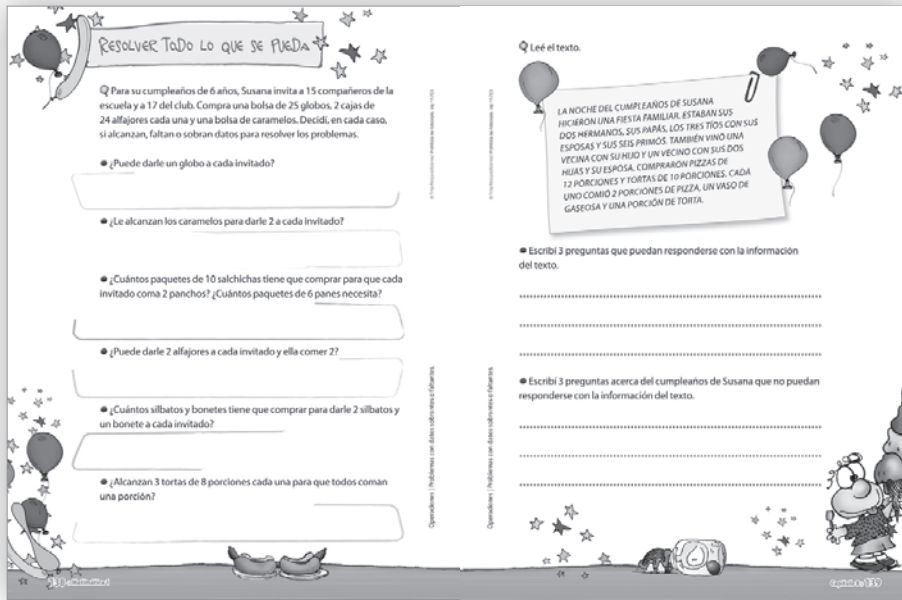 RESOLVER TODO LO QUE SE PUEDA
Para su cumpleaños de 6 años, Susana invita a 15 compañeros de la
escuela y a 17 del club. Compra una bolsa de 25 globos, 2 cajas de
24 alfajores cada una y una bolsa de caramelos. Decidí, en cada caso,
si alcanzan, faltan o sobran datos para resolver los problemas.
¿Puede darle un globo a cada invitado?
¿Le alcanzan los caramelos para darle 2 a cada invitado?
¿Cuántos paquetes de 10 salchichas tiene que comprar para que cada
invitado coma 2 panchos? ¿Cuántos paquetes de 6 panes necesita?
¿Puede darle 2 alfajores a cada invitado y ella comer 2?
¿Cuántos silbatos y bonetes tiene que comprar para darle 2 silbatos y
un bonete a cada invitado?
¿Alcanzan 3 tortas de 8 porciones cada una para que todos coman
una porción?
Operaciones | Problemas con datos sobrantes o faltantes.
138
Leé el texto.
LA NOCHE DEL CUMPLEAÑOS DE SUSANA
HICIERON UNA FIESTA FAMILIAR. ESTABAN SUS
DOS HERMANOS, SUS PAPÁS, LOS TRES TÍOS CON SUS
ESPOSAS Y SUS SEIS PRIMOS. TAMBIÉN VINO UNA
VECINA CON SU HIJO Y UN VECINO CON SUS DOS
HIJAS Y SU ESPOSA. COMPRARON PIZZAS DE
12 PORCIONES Y TORTAS DE 10 PORCIONES. CADA
UNO COMIÓ 2 PORCIONES DE PIZZA, UN VASO DE
GASEOSA Y UNA PORCIÓN DE TORTA.
Escribí 3 preguntas que puedan responderse con la información
del texto.
Escribí 3 preguntas acerca del cumpleaños de Susana que no puedan
responderse con la información del texto.
Operaciones | Problemas con datos sobrantes o faltantes.
139